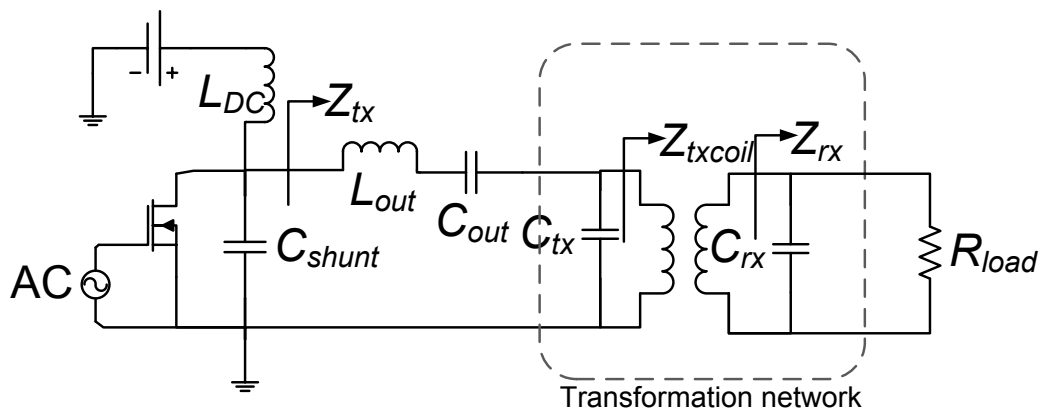 - +
L_DC
Z_tx
Z_txcoil
Z_rx
L_out
C_out
C_tx
C_shunt
C_rx
R_load
AC
Transformation network